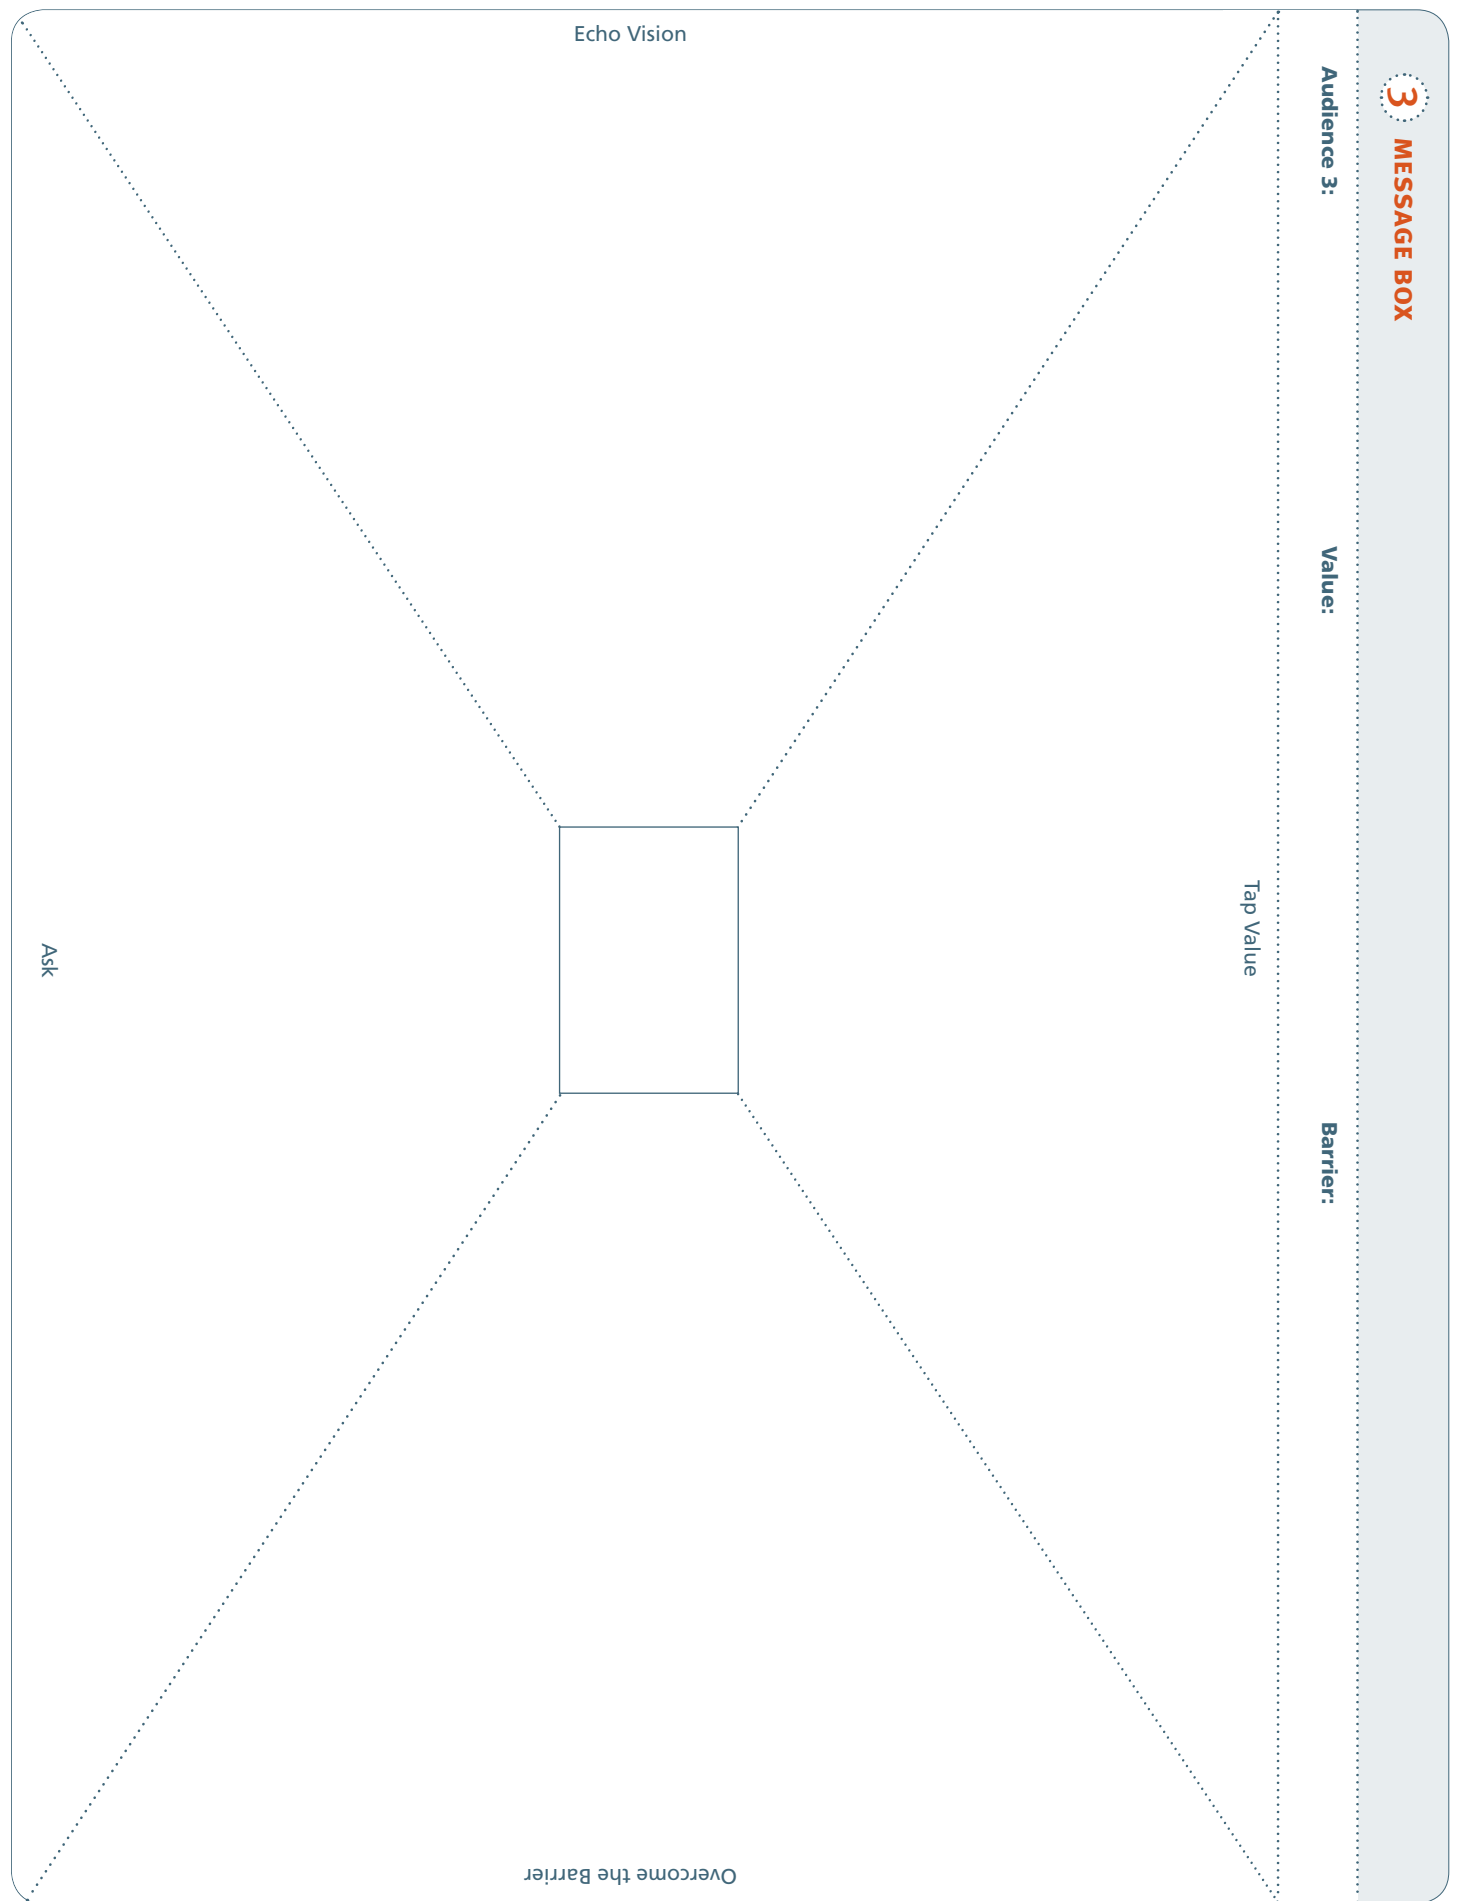 3 MESSAGE BOX
Audience 3: Value: Barrier:
Tap Value
Echo Vision
Overcome the Barrier
Ask